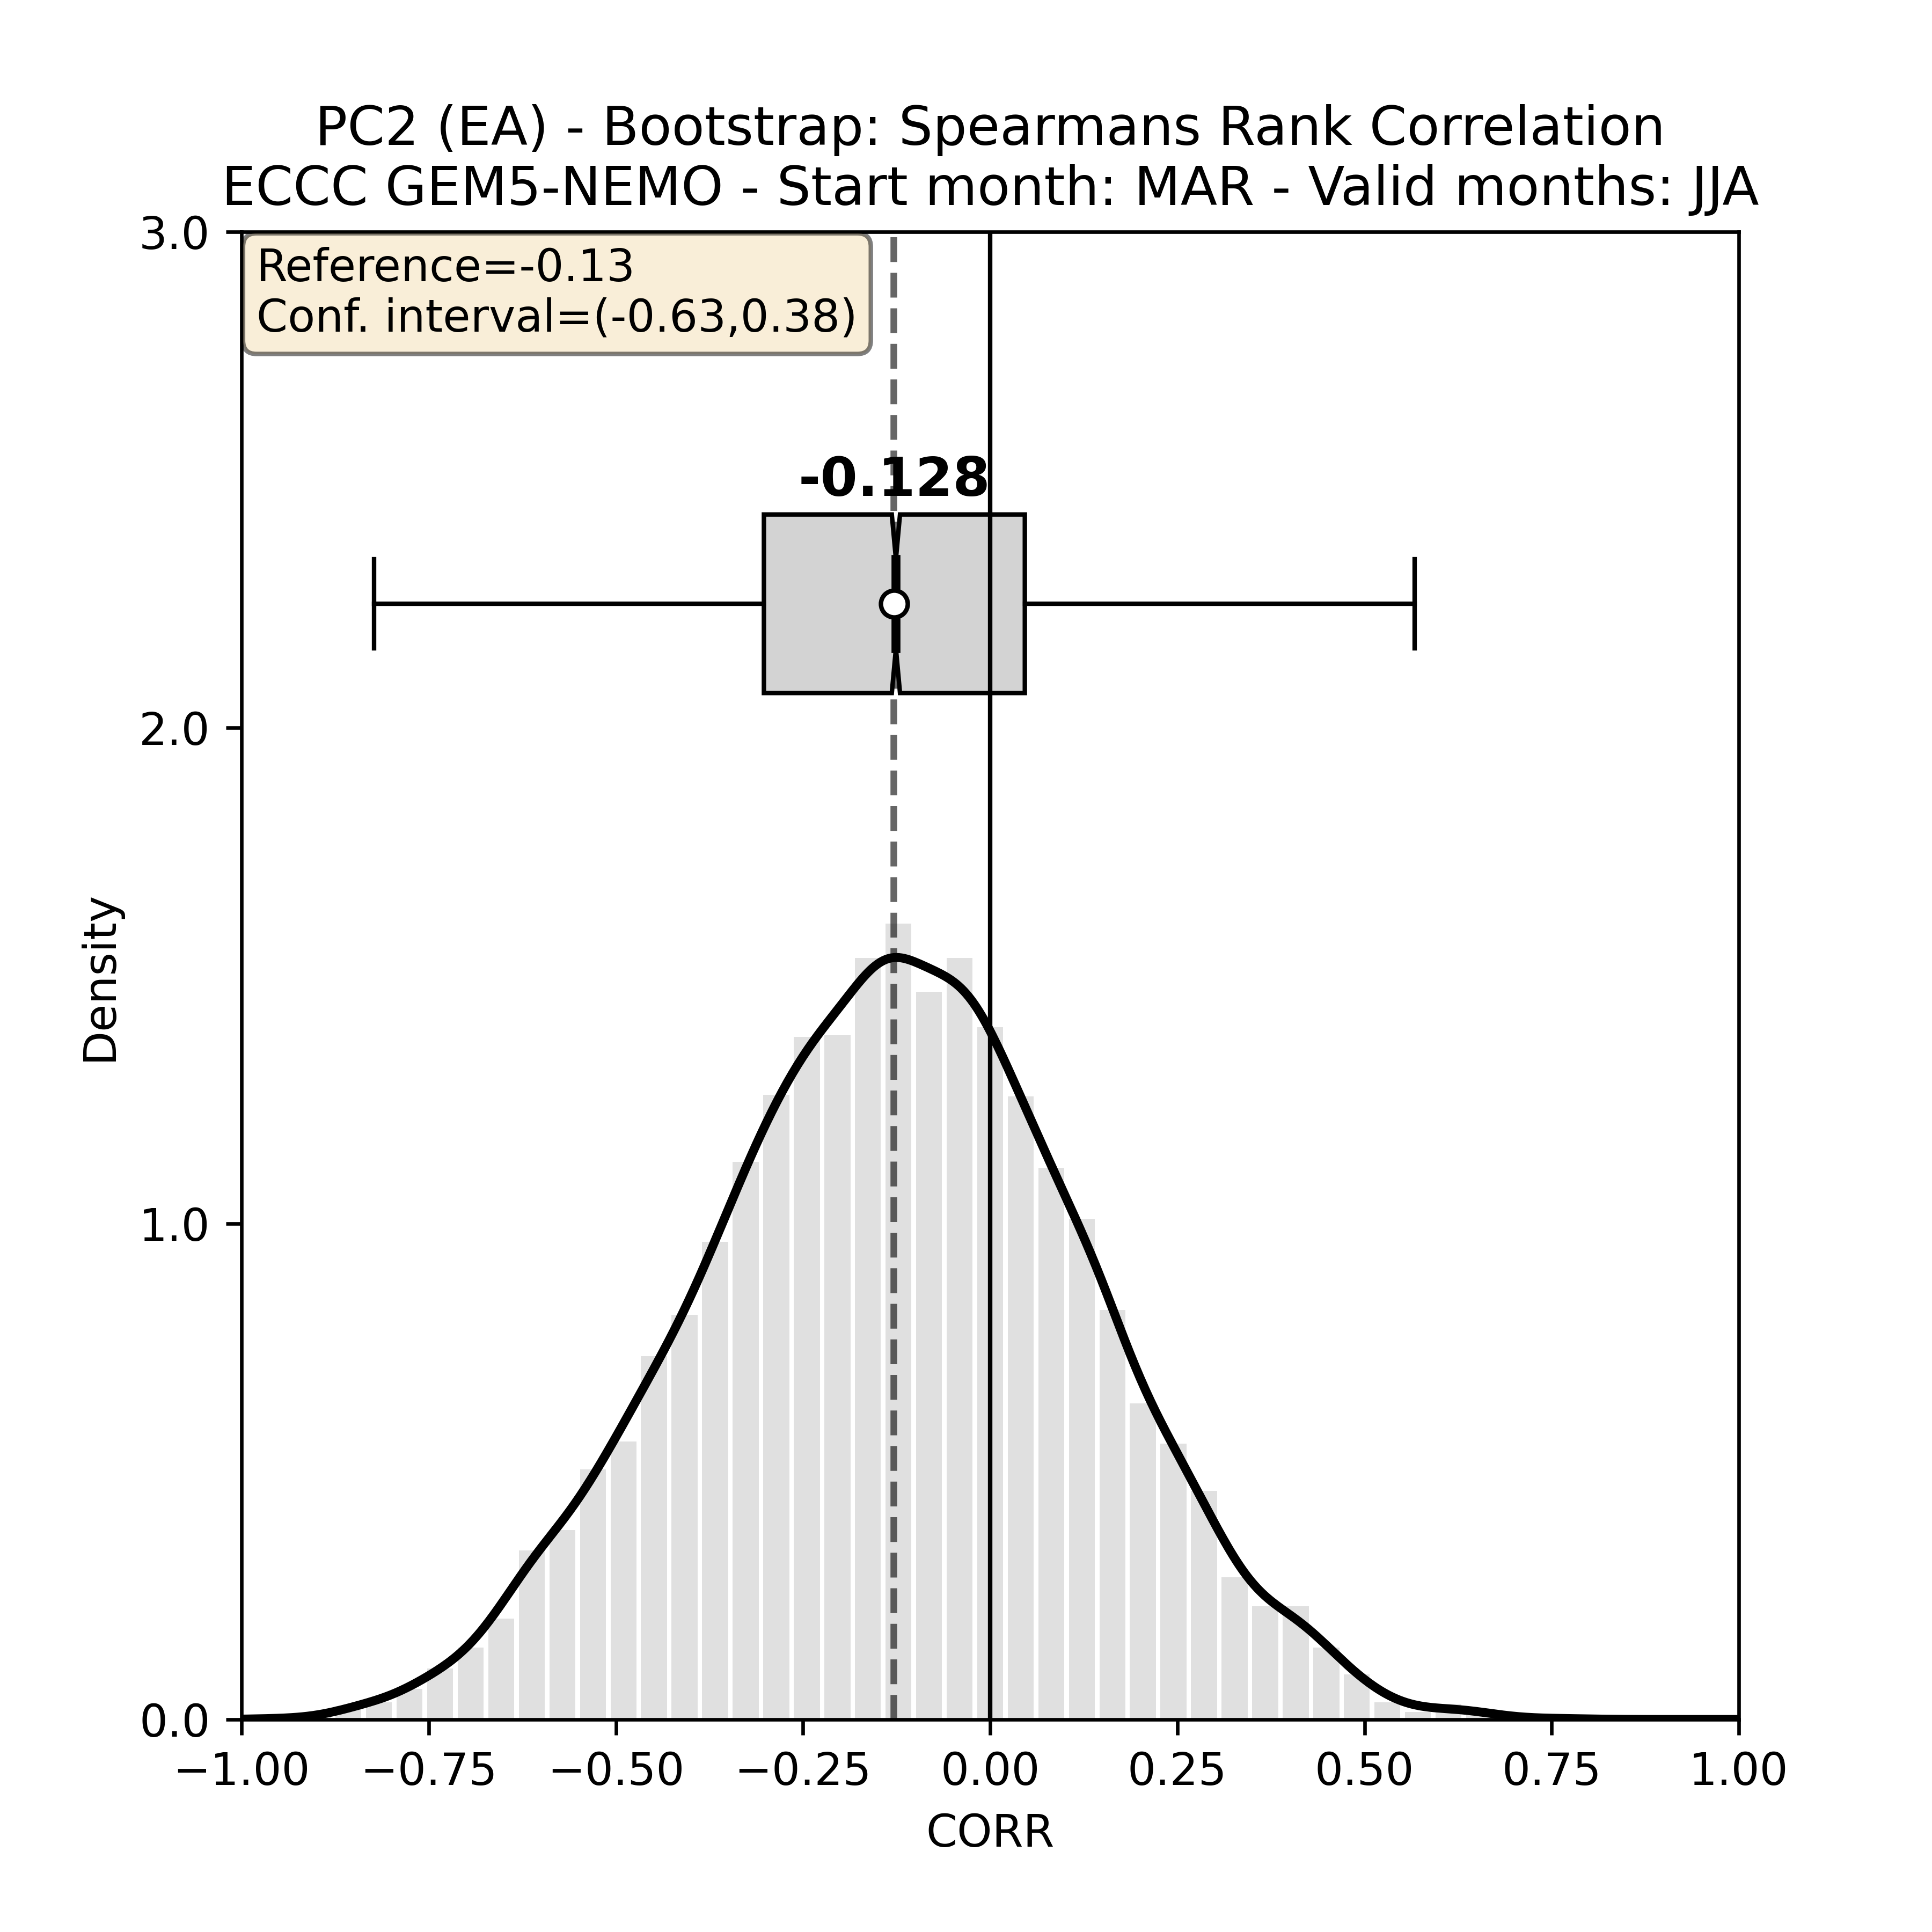 PC2 (EA) - Bootstrap: Spearmans Rank Correlation
ECCC GEM5-NEMO - Start month: MAR - Valid months: JJA
Reference=-0.13
Conf. interval=(-0.63,0.38)
-0.128
3.0
2.0
1.0
0.0
Density
−1.00 −0.75 −0.50 −0.25 0.00 0.25 0.50 0.75 1.00
CORR